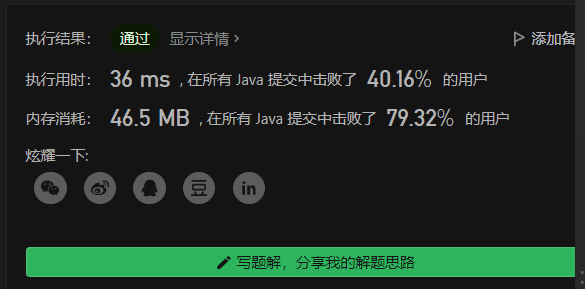 执行结果： 通过 显示详情 > 添加备
执行用时： 36 ms , 在所有 Java 提交中击败了 40.16% 的用户
内存消耗： 46.5 MB , 在所有 Java 提交中击败了 79.32% 的用户
炫耀一下:
豆 in
写题解，分享我的解题思路